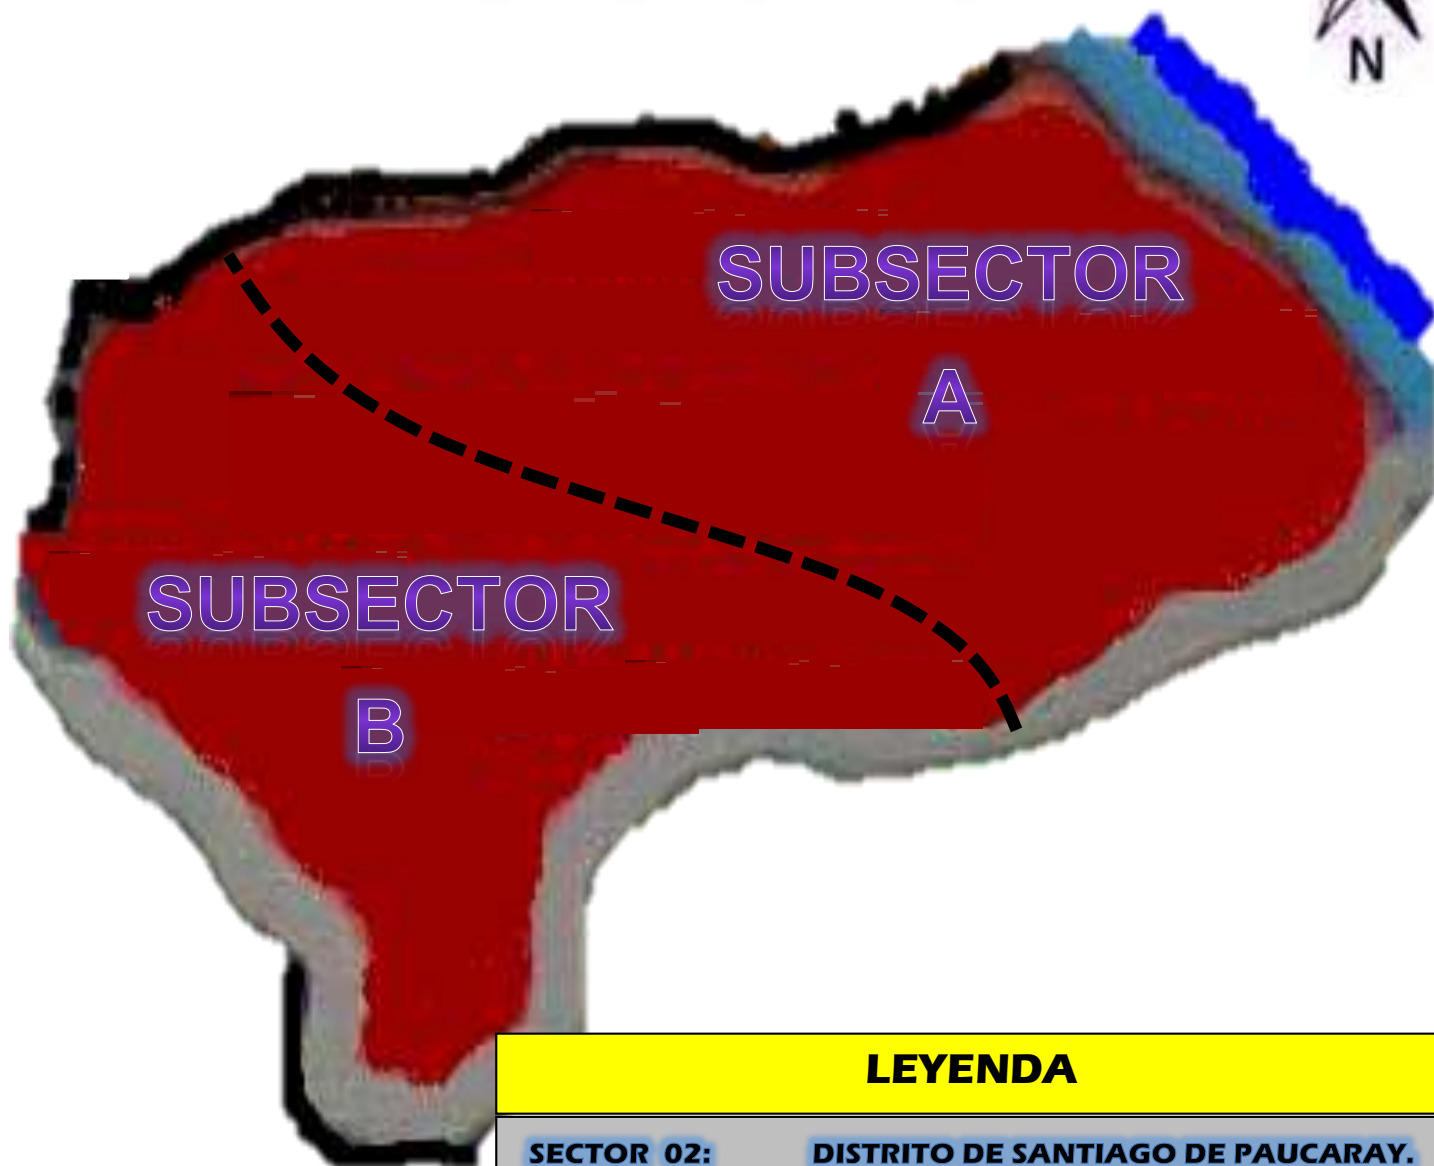 N
SUBSECTOR
A
SUBSECTOR
B
LEYENDA
SECTOR 02: DISTRITO DE SANTIAGO DE PAUCARAY.